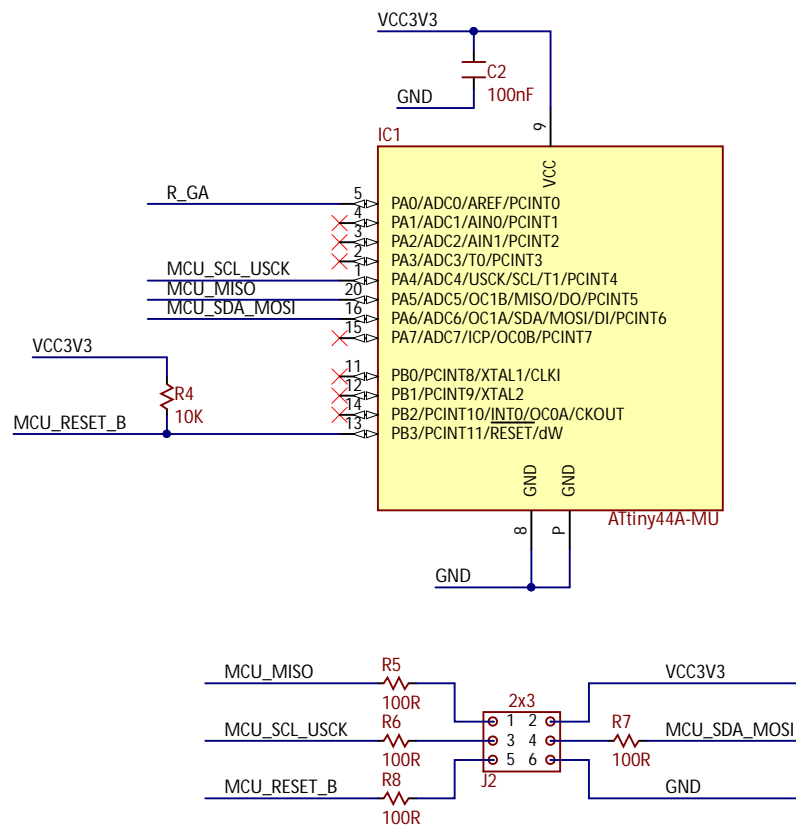 VCC3V3
C2
100nF
GND
IC1
9
VCC
R_GA
5
PA0/ADC0/AREF/PCINT0
4
PA1/ADC1/AIN0/PCINT1
3
PA2/ADC2/AIN1/PCINT2
2
PA3/ADC3/T0/PCINT3
MCU_SCL_USCK
1
PA4/ADC4/USCK/SCL/T1/PCINT4
MCU_MISO
20
PA5/ADC5/OC1B/MISO/DO/PCINT5
MCU_SDA_MOSI
16
PA6/ADC6/OC1A/SDA/MOSI/DI/PCINT6
15
PA7/ADC7/ICP/OC0B/PCINT7
VCC3V3
11
PB0/PCINT8/XTAL1/CLKI
R4
12
PB1/PCINT9/XTAL2
10K
14
PB2/PCINT10/INT0/OC0A/CKOUT
MCU_RESET_B
13
PB3/PCINT11/RESET/dW
GND
GND
ATtiny44A-MU
8
P
GND
MCU_MISO
R5
100R
VCC3V3
2x3
1 2
MCU_SCL_USCK
R6
100R
3 4
R7
100R
MCU_SDA_MOSI
5 6
J2
MCU_RESET_B
R8
100R
GND